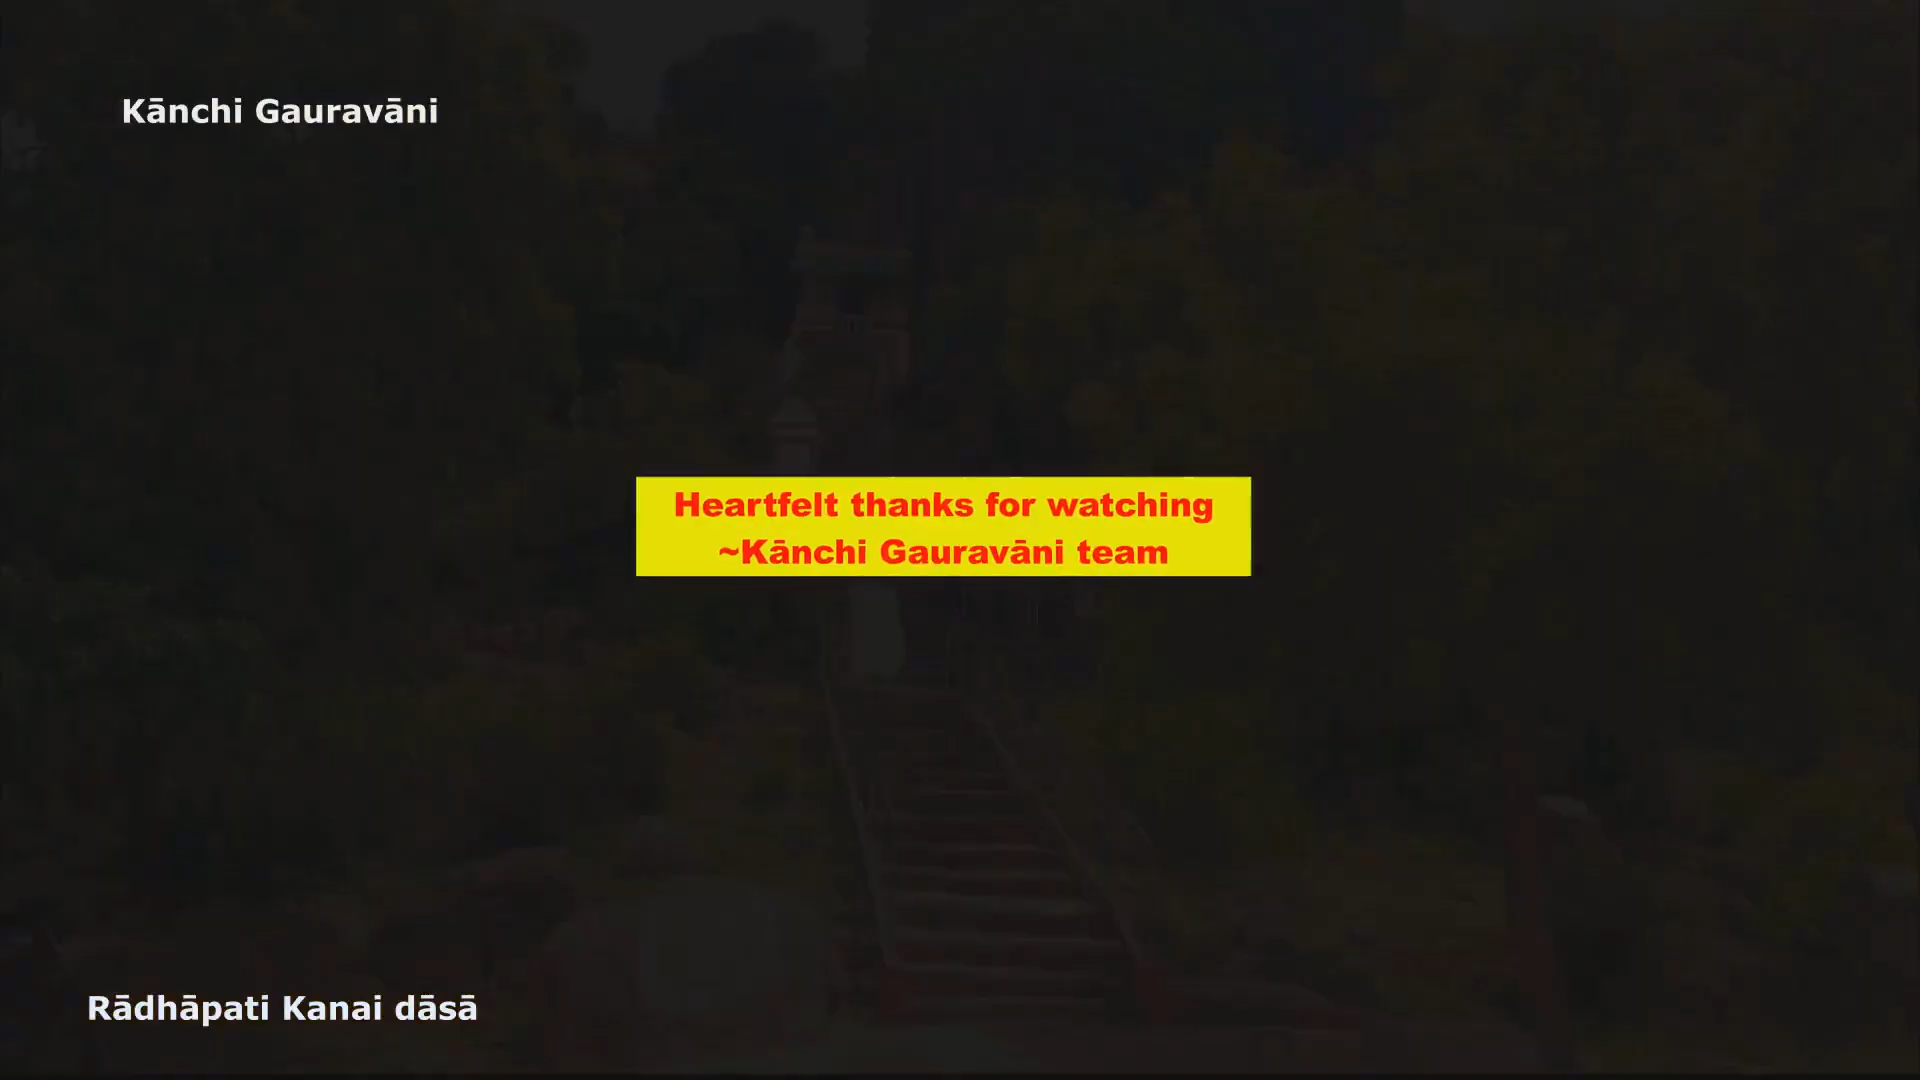 Kānchi Gauravāni
Heartfelt thanks for watching
~Kānchi Gauravāni team
Rādhāpati Kanai dāsā